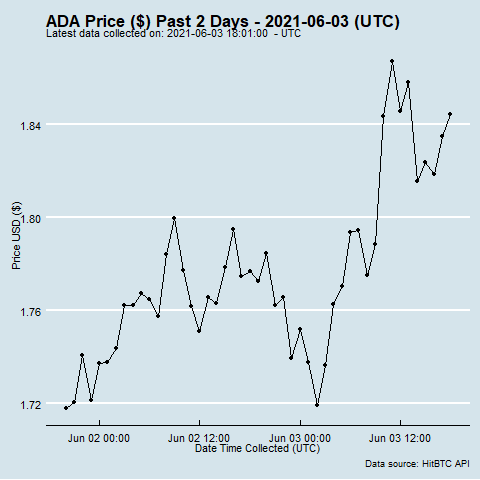 ADA Price ($) Past 2 Days - 2021-06-03 (UTC)
Latest data collected on: 2021-06-03 18:01:00 - UTC
1.84
1.80
1.76
1.72
Price USD ($)
Jun 02 00:00 Jun 02 12:00 Jun 03 00:00 Jun 03 12:00
Date Time Collected (UTC)
Data source: HitBTC API